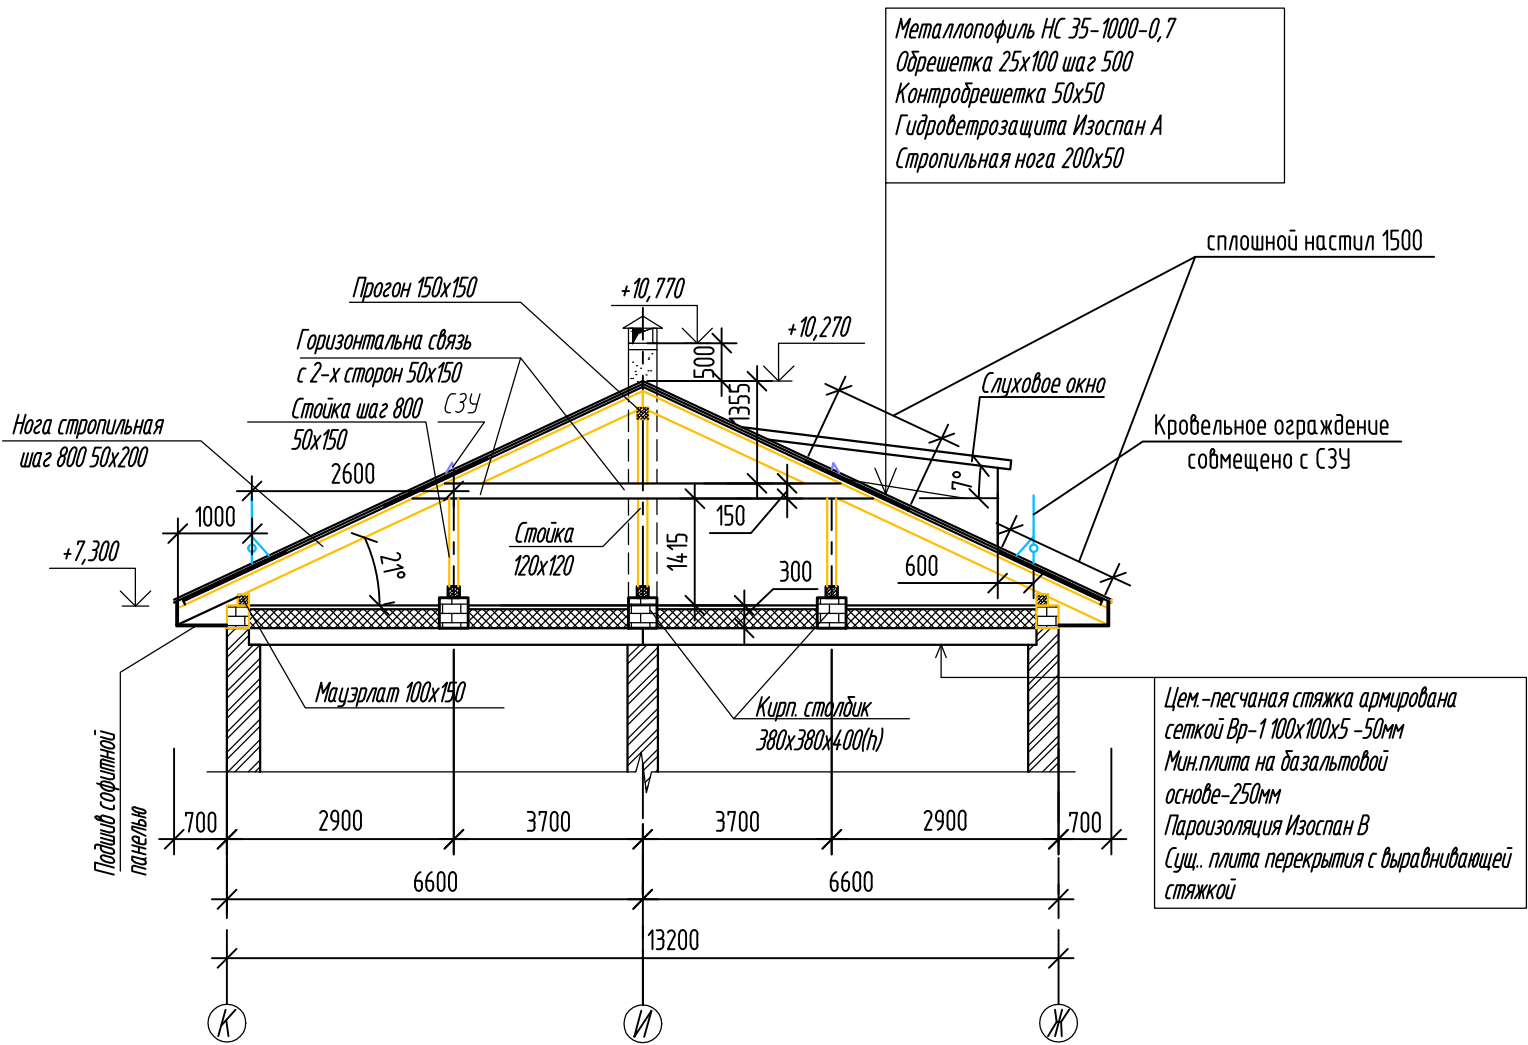 Металлопофиль НС 35-1000-0,7
Обрешетка 25х100 шаг 500
Контробрешетка 50х50
Гидроветрозащита Изоспан А
Стропильная нога 200х50
сплошной настил 1500
Прогон 150х150
+10,770
+10,270
Горизонтальна связь
с 2-х сторон 50х150
500
1355
Слуховое окно
Стойка шаг 800
50х150
СЗУ
Нога стропильная
шаг 800 50х200
Кровельное ограждение
совмещено с СЗУ
2600
7°
1000
150
Стойка
120х120
1415
+7,300
21°
300
600
Мауэрлат 100х150
Кирп. столбик
380х380х400(h)
Цем.-песчаная стяжка армирована
сеткой Вр-1 100х100х5 -50мм
Мин.плита на базальтовой
основе-250мм
Пароизоляция Изоспан В
Сущ.. плита перекрытия с выравнивающей
стяжкой
Подшив софитной
панелью
700
2900
3700
3700
2900
700
6600
6600
13200
К
И
Ж